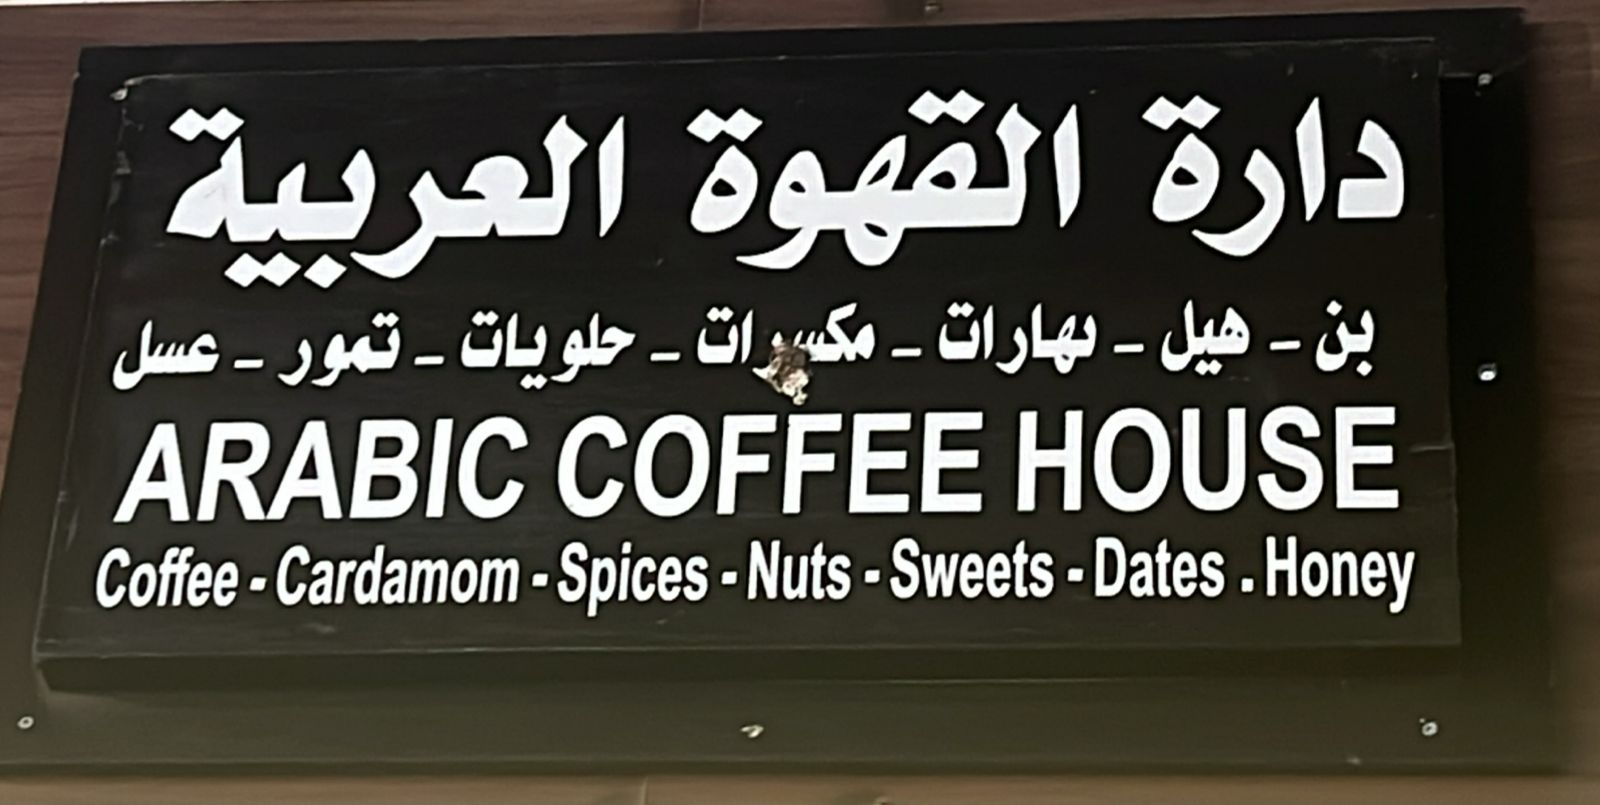 دارة القهوة العربية
بن - هيل - بهارات - مكسرات - حلويات - تمور - عسل
ARABIC COFFEE HOUSE
Coffee - Cardamom - Spices - Nuts - Sweets - Dates . Honey